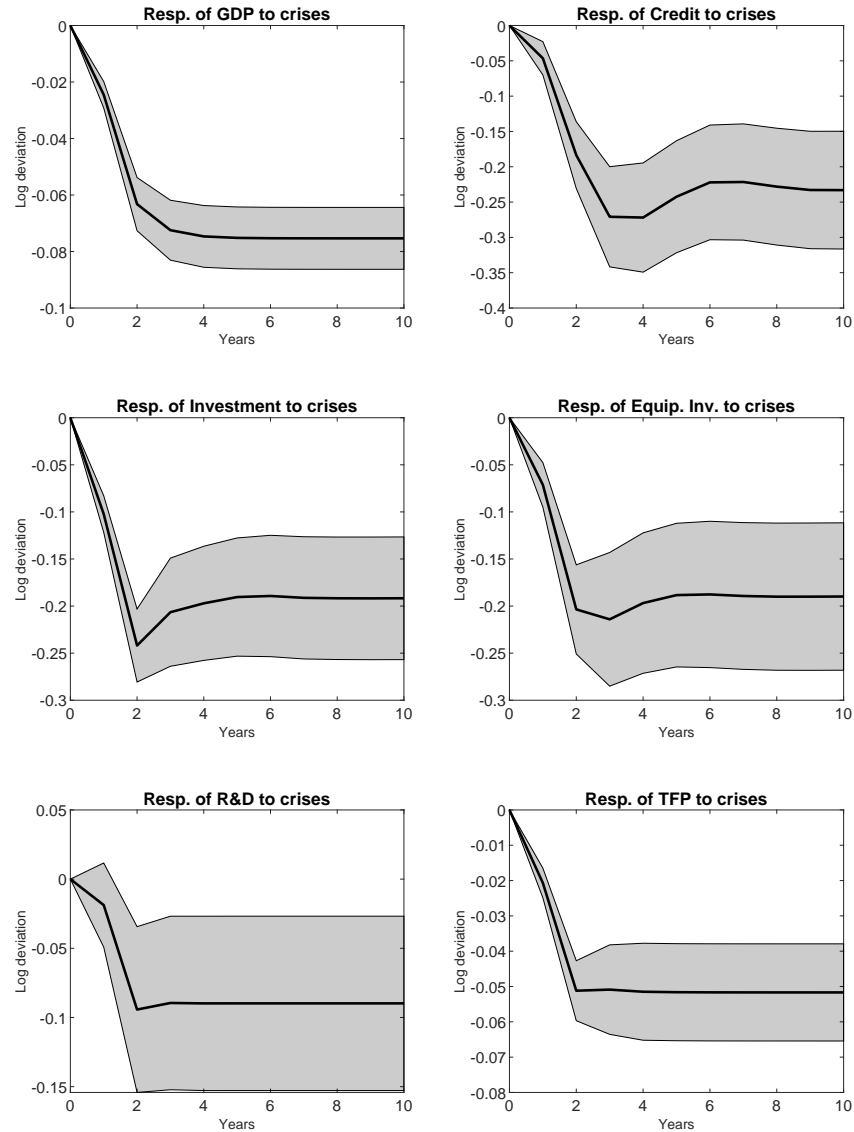 Resp. of GDP to crises
0
-0.02
-0.04
-0.06
-0.08
-0.1
Log deviation
0 2 4 6 8 10
Years
Resp. of Credit to crises
0
-0.05
-0.1
-0.15
-0.2
-0.25
-0.3
-0.35
-0.4
Log deviation
0 2 4 6 8 10
Years
Resp. of Investment to crises
0
-0.05
-0.1
-0.15
-0.2
-0.25
-0.3
Log deviation
0 2 4 6 8 10
Years
Resp. of Equip. Inv. to crises
0
-0.05
-0.1
-0.15
-0.2
-0.25
-0.3
Log deviation
0 2 4 6 8 10
Years
Resp. of R&D to crises
0.05
0
-0.05
-0.1
-0.15
Log deviation
0 2 4 6 8 10
Years
Resp. of TFP to crises
0
-0.01
-0.02
-0.03
-0.04
-0.05
-0.06
-0.07
-0.08
Log deviation
0 2 4 6 8 10
Years